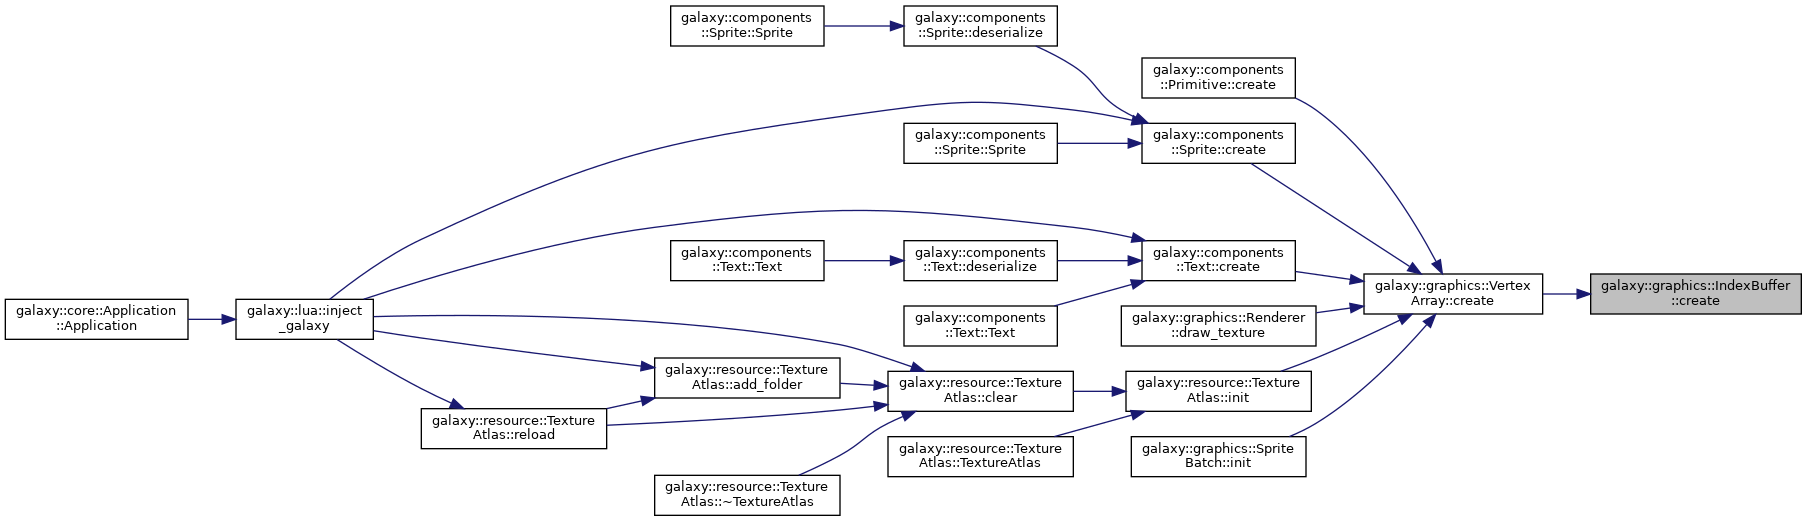 galaxy::components
::Sprite::Sprite
galaxy::components
::Sprite::deserialize
galaxy::components
::Primitive::create
galaxy::components
::Sprite::Sprite
galaxy::components
::Sprite::create
galaxy::components
::Text::Text
galaxy::components
::Text::deserialize
galaxy::components
::Text::create
galaxy::graphics::Vertex
Array::create
galaxy::graphics::IndexBuffer
::create
galaxy::core::Application
::Application
galaxy::lua::inject
_galaxy
galaxy::components
::Text::Text
galaxy::graphics::Renderer
::draw_texture
galaxy::resource::Texture
Atlas::add_folder
galaxy::resource::Texture
Atlas::clear
galaxy::resource::Texture
Atlas::init
galaxy::resource::Texture
Atlas::reload
galaxy::resource::Texture
Atlas::TextureAtlas
galaxy::graphics::Sprite
Batch::init
galaxy::resource::Texture
Atlas::~TextureAtlas